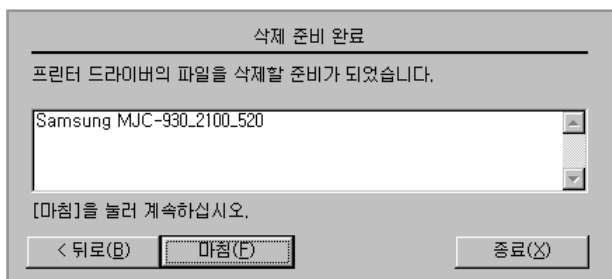 삭제 준비 완료
프린터 드라이버의 파일을 삭제할 준비가 되었습니다.
Samsung MJC-930_2100_520
[마침]을 눌러 계속하십시오.
< 뒤로(B) 마침(F) 종료(X)